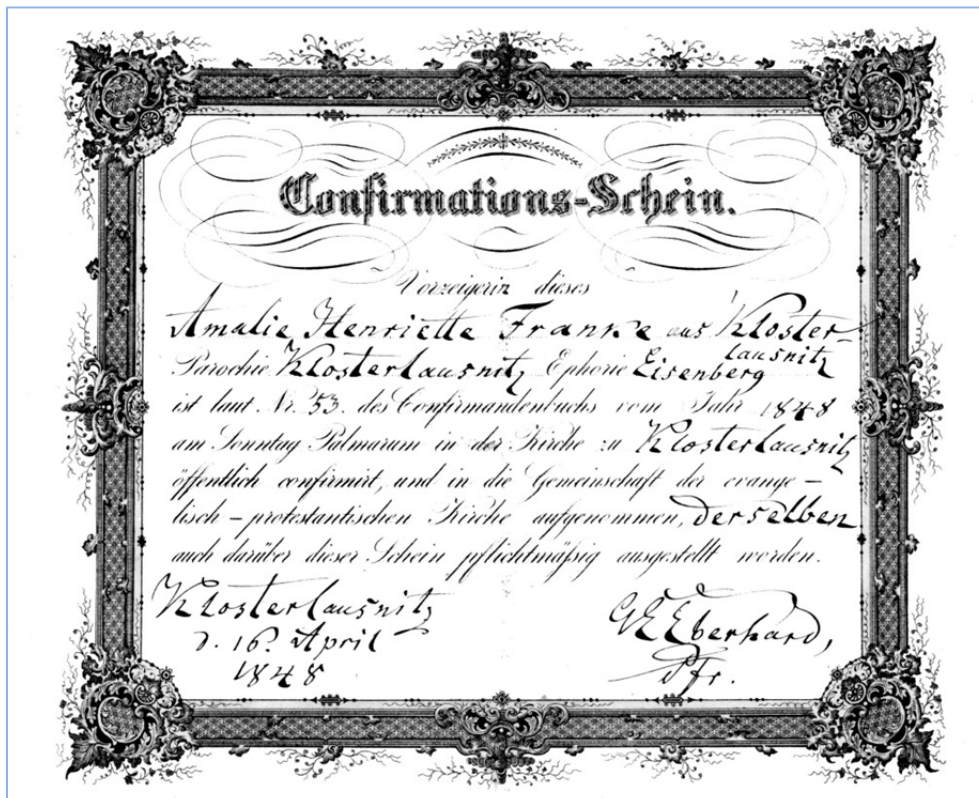 Confirmations-Schein.
Vorzeigerin dieses
Amalie Henriette Franke aus Kloster-
lausnitz
Parochie Klosterlausnitz Ephorie Eisenberg
ist laut Nr. 53. des Confirmandenbuchs vom Jahr 1848
am Sonntag Palmarum in der Kirche zu Klosterlausnitz
öffentlich confirmirt, und in die Gemeinschaft der evange-
lisch-protestantischen Kirche aufgenommen, derselben
auch darüber dieser Schein pflichtmäßig ausgestellt worden.
Klosterlausnitz
d. 16. April
1848
GEEberhard,
Pfr.